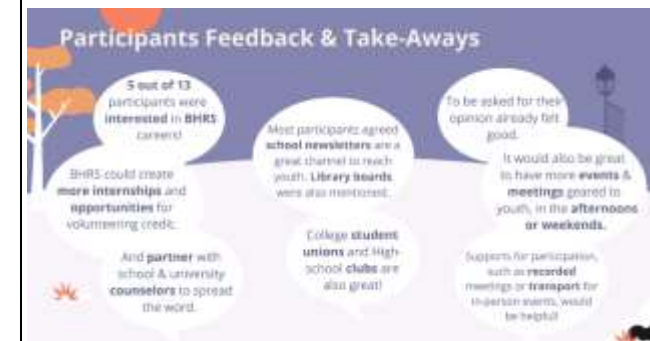 Participants Feedback & Take-Aways
5 out of 13
participants were
interested in BHRS
careers!
BHRS could create
more internships and
opportunities for
volunteering credit.
And partner with
school & university
counselors to spread
the word.
Most participants agreed
school newsletters are a
great channel to reach
youth. Library boards
were also mentioned.
College student
unions and High-
school clubs are
also great!
To be asked for their
opinion already felt
good.
It would also be great
to have more events &
meetings geared to
youth, in the afternoons
or weekends.
Supports for participation,
such as recorded
meetings or transport for
in-person events, would
be helpful!